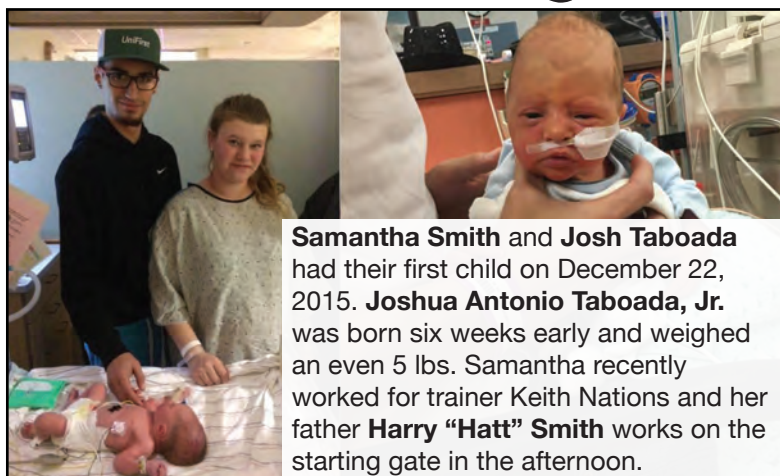 UniFirst
Samantha Smith and Josh Taboada
had their first child on December 22,
2015. Joshua Antonio Taboada, Jr.
was born six weeks early and weighed
an even 5 lbs. Samantha recently
worked for trainer Keith Nations and her
father Harry “Hatt” Smith works on the
starting gate in the afternoon.